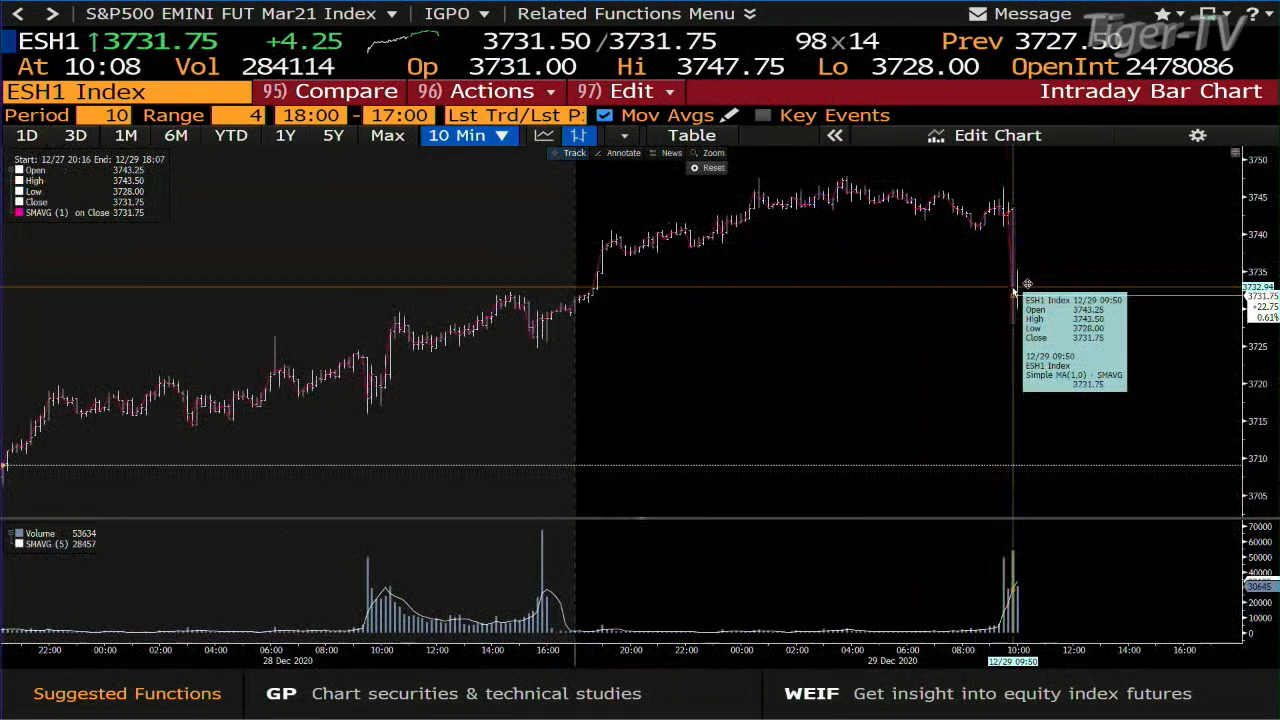 S&P500 EMINI FUT Mar21 Index IGPO Related Functions Menu Message
Tiger-TV
ESH1 ↑3731.75 +4.25 3731.50 /3731.75 98 x 14 Prev 3727.50
At 10:08 Vol 284114 Op 3731.00 Hi 3747.75 Lo 3728.00 OpenInt 2478086
ESH1 Index 95) Compare 96) Actions 97) Edit Intraday Bar Chart
Period 10 Range 4 18:00 - 17:00 Lst Trd/Lst P Mov Avgs Key Events
1D 3D 1M 6M YTD 1Y 5Y Max 10 Min ▼ Table « Edit Chart
Track Annotate News Zoom
Reset
Start: 12/27 20:16 End: 12/29 18:07
Open 3743.25
High 3743.50
Low 3728.00
Close 3731.75
SMAVG (1) on Close 3731.75
3750
3745
3740
3735
3732.94
3731.75
+22.75
0.61%
3725
3720
3715
3710
3705
ESH1 Index 12/29 09:50
Open 3743.25
High 3743.50
Low 3728.00
Close 3731.75
12/29 09:50
ESH1 Index
Simple MA(1,0) - SMAVG
3731.75
Volume 53634
SMAVG (5) 28457
70000
60000
50000
40000
30645
20000
10000
0
22:00 00:00 02:00 04:00 06:00 08:00 10:00 12:00 14:00 16:00 20:00 22:00 00:00 02:00 04:00 06:00 08:00 10:00 12:00 14:00 16:00
28 Dec 2020 29 Dec 2020 12/29 09:50
Suggested Functions GP Chart securities & technical studies WEIF Get insight into equity index futures